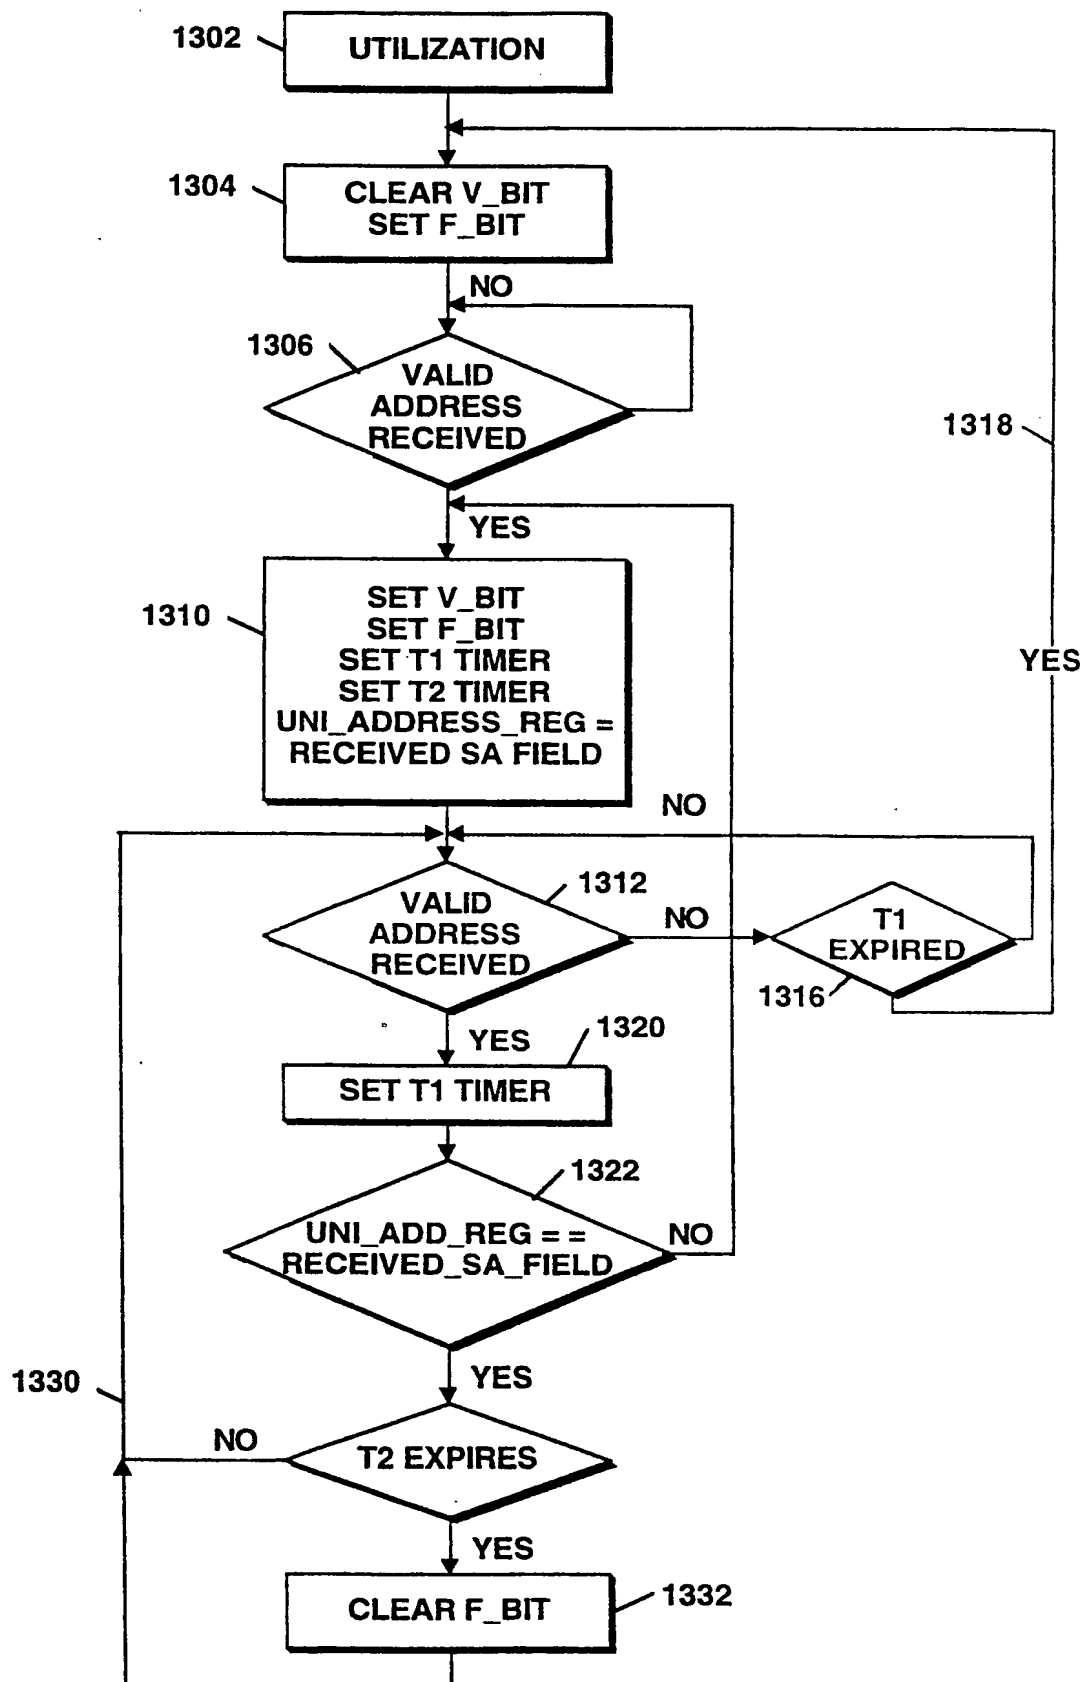 1302
UTILIZATION
1304
CLEAR V_BIT
SET F_BIT
NO
1306
VALID
ADDRESS
RECEIVED
1318
YES
1310
SET V_BIT
SET F_BIT
SET T1 TIMER
SET T2 TIMER
UNI_ADDRESS_REG =
RECEIVED SA FIELD
YES
NO
1312
VALID
ADDRESS
RECEIVED
NO
T1
EXPIRED
1316
YES
1320
SET T1 TIMER
1322
UNI_ADD_REG = =
RECEIVED_SA_FIELD
NO
YES
1330
NO
T2 EXPIRES
YES
CLEAR F_BIT
1332